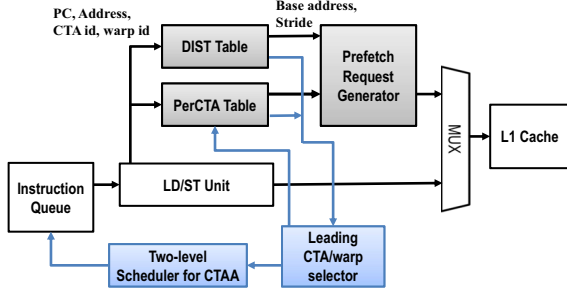 PC, Address,
CTA id, warp id
Base address,
Stride
DIST Table
PerCTA Table
Prefetch
Request
Generator
MUX
L1 Cache
Instruction
Queue
LD/ST Unit
Two-level
Scheduler for CTAA
Leading
CTA/warp
selector